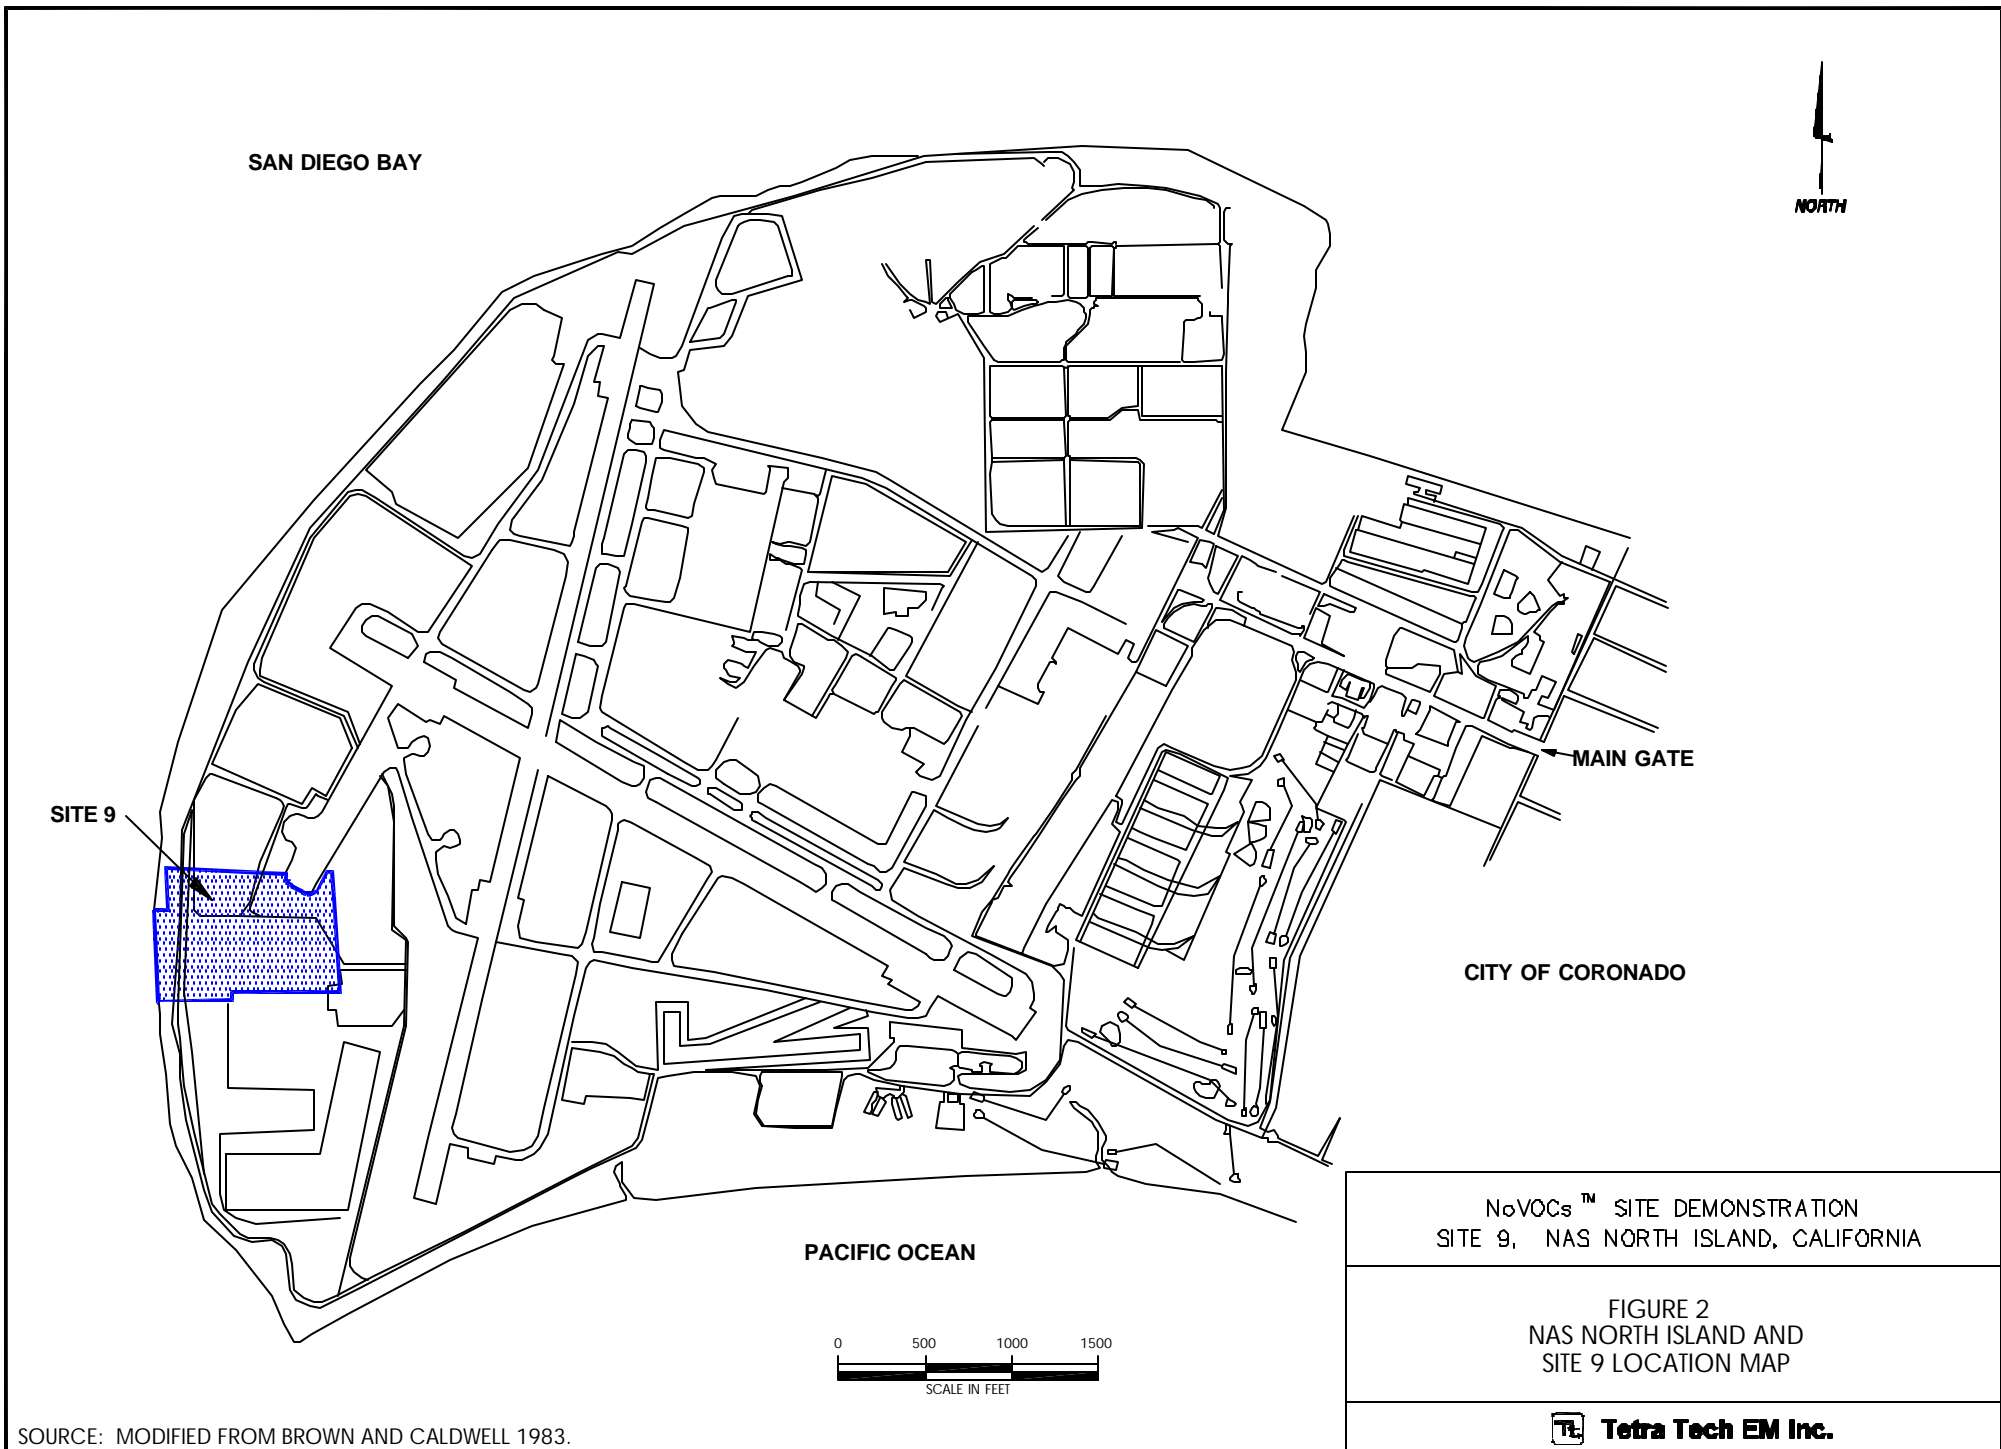 SAN DIEGO BAY
NORTH
MAIN GATE
SITE 9
CITY OF CORONADO
PACIFIC OCEAN
0 500 1000 1500
SCALE IN FEET
NoVOCs™ SITE DEMONSTRATION
SITE 9, NAS NORTH ISLAND, CALIFORNIA
FIGURE 2
NAS NORTH ISLAND AND
SITE 9 LOCATION MAP
Tetra Tech EM Inc.
SOURCE: MODIFIED FROM BROWN AND CALDWELL 1983.